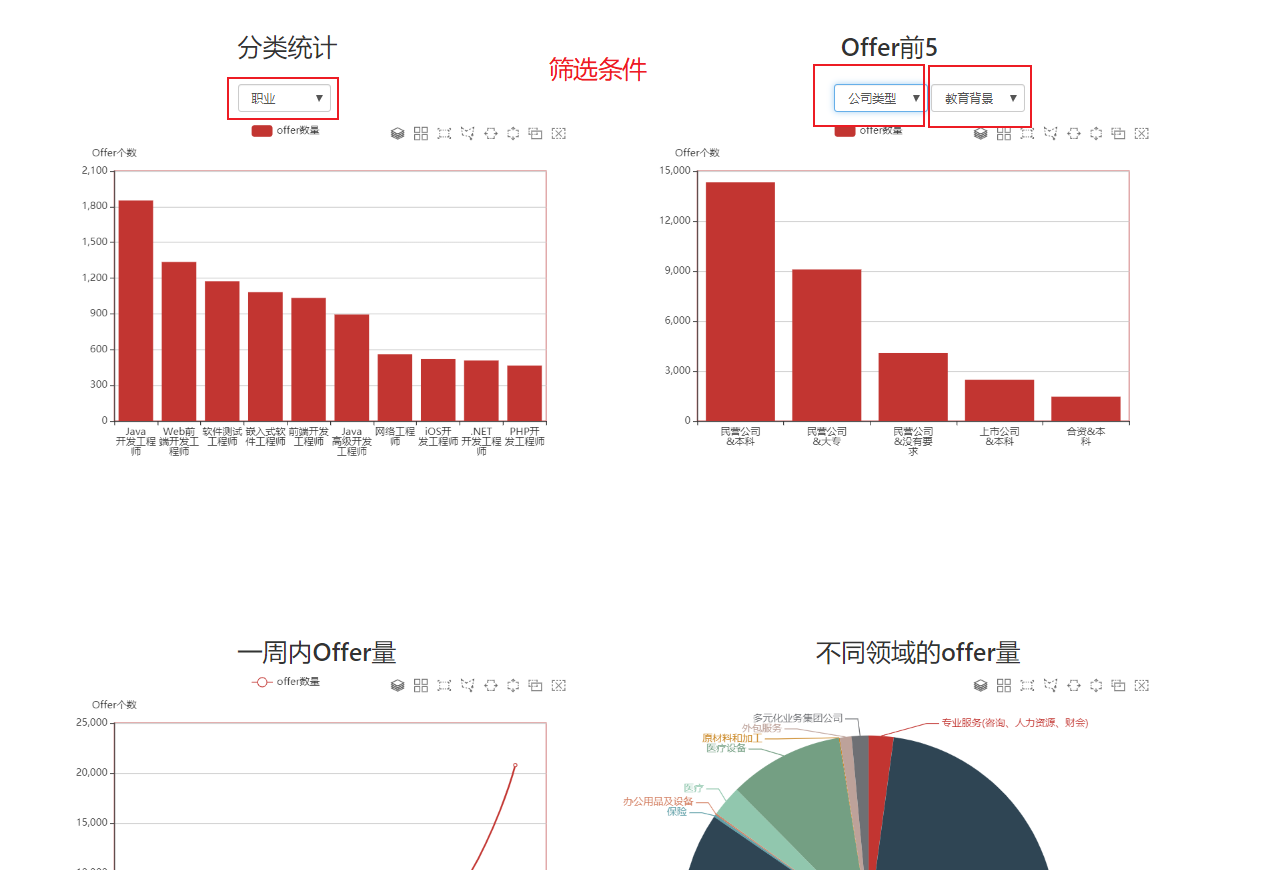 分类统计
Offer前5
筛选条件
职业
公司类型
教育背景
offer数量
offer数量
Offer个数
2,100
1,800
1,500
1,200
900
600
300
0
Java
开发工程
师
Web前
端开发工
程师
软件测试
工程师
嵌入式软
件工程师
前端开发
工程师
Java
高级开发
工程师
网络工程
师
iOS开
发工程师
.NET
开发工程
师
PHP开
发工程师
Offer个数
15,000
12,000
9,000
6,000
3,000
0
民营公司
&本科
民营公司
&大专
民营公司
&没有要
求
上市公司
&本科
合资&本
科
一周内Offer量
offer数量
Offer个数
25,000
20,000
15,000
10,000
不同领域的offer量
多元化业务集团公司
外包服务
原材料和加工
医疗设备
医疗
办公用品及设备
保险
专业服务(咨询、人力资源、财会)